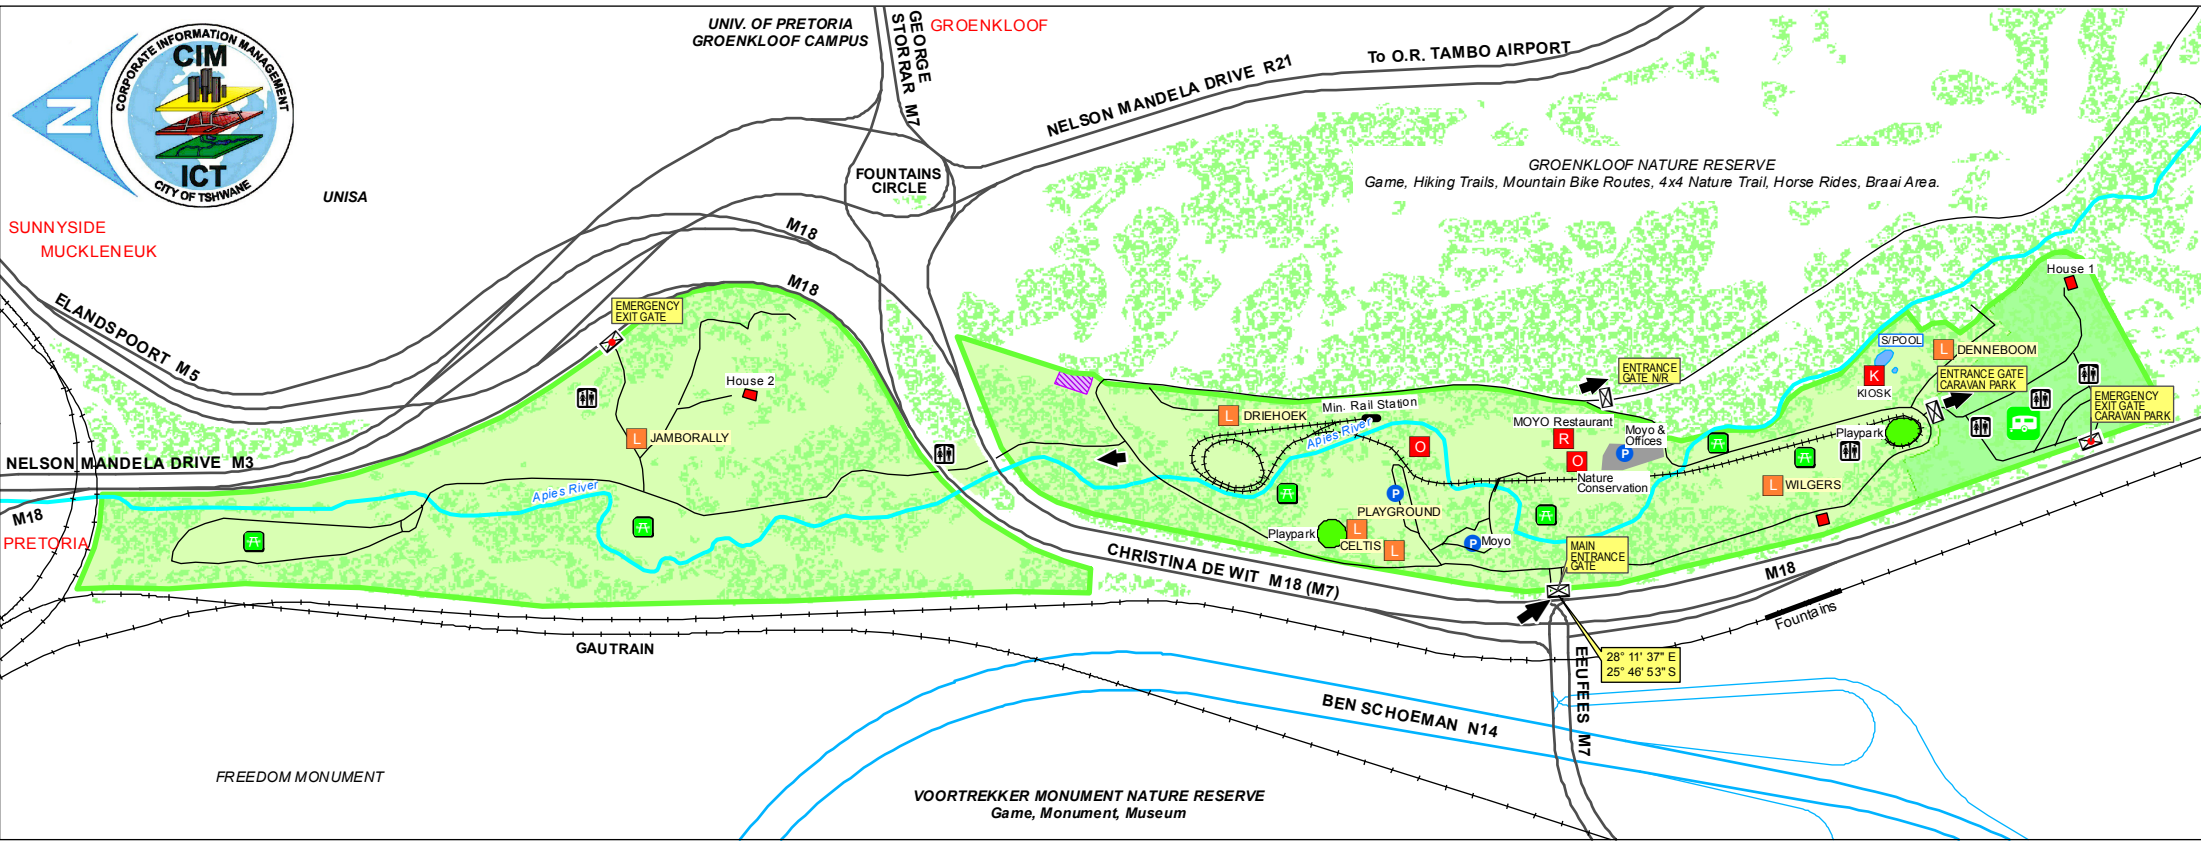 N
CORPORATE INFORMATION MANAGEMENT
CIM
ICT
CITY OF TSHWANE
UNIV. OF PRETORIA
GROENKLOOF CAMPUS
GEORGE
STORRAR M7
GROENKLOOF
NELSON MANDELA DRIVE R21
To O.R. TAMBO AIRPORT
FOUNTAINS
CIRCLE
GROENKLOOF NATURE RESERVE
Game, Hiking Trails, Mountain Bike Routes, 4x4 Nature Trail, Horse Rides, Braai Area.
UNISA
SUNNYSIDE
MUCKLENEUK
M18
M18
ELANDSPOORT M5
EMERGENCY
EXIT GATE
House 1
S/POOL
L DENNEBOOM
ENTRANCE
GATE N/R
ENTRANCE GATE
CARAVAN PARK
K
KIOSK
EMERGENCY
EXIT GATE
CARAVAN PARK
House 2
L DRIEHOEK
Min. Rail Station
MOYO Restaurant
R
Moyo &
Offices
P
Playpark
L JAMBORALLY
Apies River
O
O
Nature
Conservation
NELSON MANDELA DRIVE M3
Apies River
P
PLAYGROUND
L WILGERS
M18
PRETORIA
Playpark
L
CELTIS
L
P Moyo
MAIN
ENTRANCE
GATE
CHRISTINA DE WIT M18 (M7)
M18
Fountains
GAUTRAIN
28° 11' 37" E
25° 46' 53" S
EEUFEES M7
BEN SCHOEMAN N14
FREEDOM MONUMENT
VOORTREKKER MONUMENT NATURE RESERVE
Game, Monument, Museum